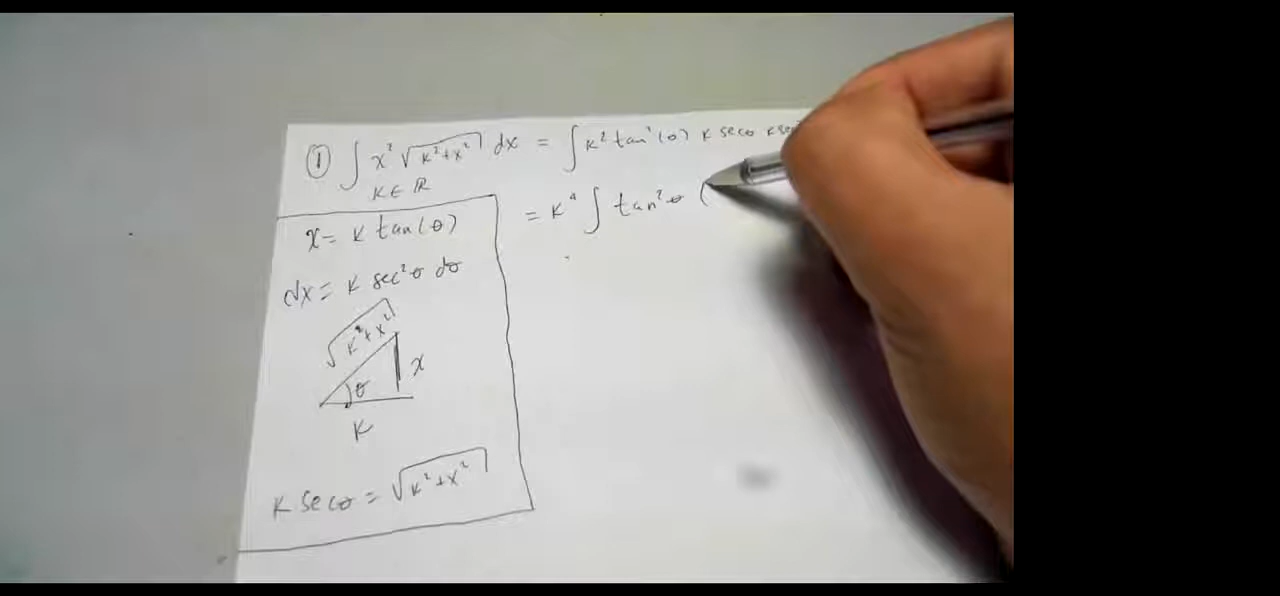 ① ∫ x² √(k²+x²) dx = ∫ k² tan²(θ) k secθ k sec
k ∈ ℝ
= k⁴ ∫ tan²θ (
x = k tan(θ)
dx = k sec²θ dθ
√(k²+x²)
θ
x
k
k secθ = √(k²+x²)